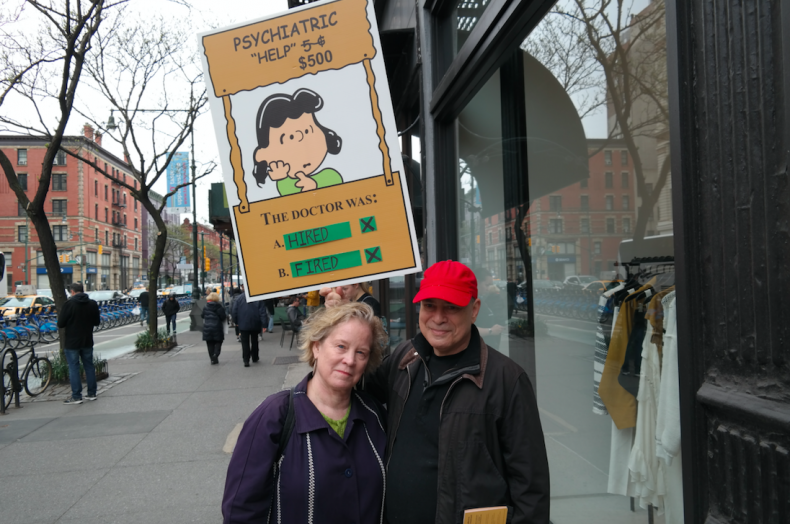 PSYCHIATRIC
"HELP" 5 ¢
$500
THE DOCTOR WAS:
A. HIRED X
B. FIRED X